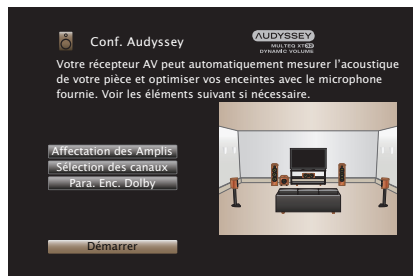 Conf. Audyssey
AUDYSSEY
MULTEQ XT32
DYNAMIC VOLUME
Votre récepteur AV peut automatiquement mesurer l'acoustique
de votre pièce et optimiser vos enceintes avec le microphone
fournie. Voir les éléments suivant si nécessaire.
Affectation des Amplis
Sélection des canaux
Para. Enc. Dolby
Démarrer